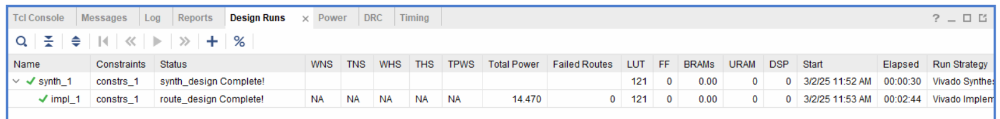 Tcl Console Messages Log Reports Design Runs × Power DRC Timing ?
%
Name Constraints Status WNS TNS WHS THS TPWS Total Power Failed Routes LUT FF BRAMs URAM DSP Start Elapsed Run Strategy
synth_1 constrs_1 synth_design Complete! 121 0 0.00 0 0 3/2/25 11:52 AM 00:00:30 Vivado Synthes
impl_1 constrs_1 route_design Complete! NA NA NA NA NA 14.470 0 121 0 0.00 0 0 3/2/25 11:53 AM 00:02:44 Vivado Implem